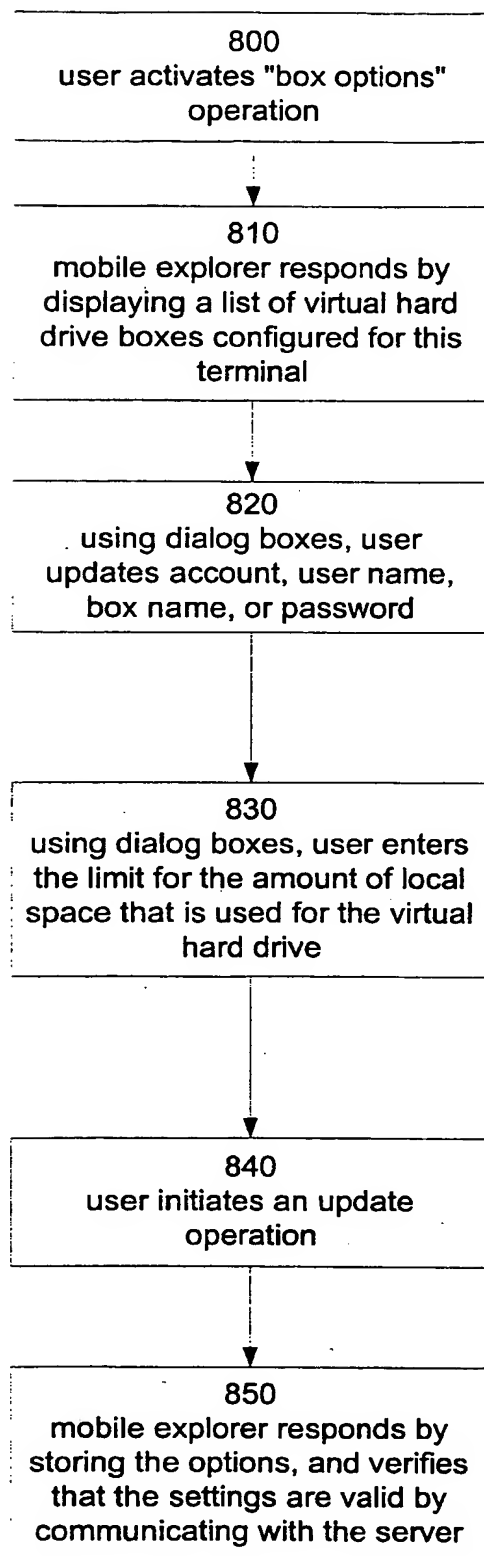 800
user activates "box options"
operation
810
mobile explorer responds by
displaying a list of virtual hard
drive boxes configured for this
terminal
820
using dialog boxes, user
updates account, user name,
box name, or password
830
using dialog boxes, user enters
the limit for the amount of local
space that is used for the virtual
hard drive
840
user initiates an update
operation
850
mobile explorer responds by
storing the options, and verifies
that the settings are valid by
communicating with the server